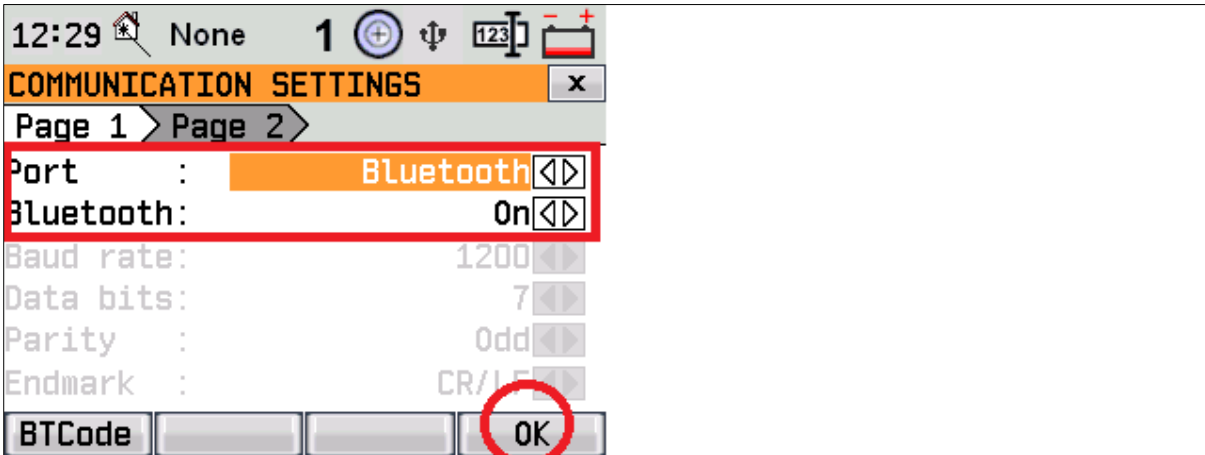 12:29 None 1 123
COMMUNICATION SETTINGS x
Page 1 Page 2
Port : Bluetooth
Bluetooth: On
Baud rate: 1200
Data bits: 7
Parity : Odd
Endmark : CR/LF
BTCode OK